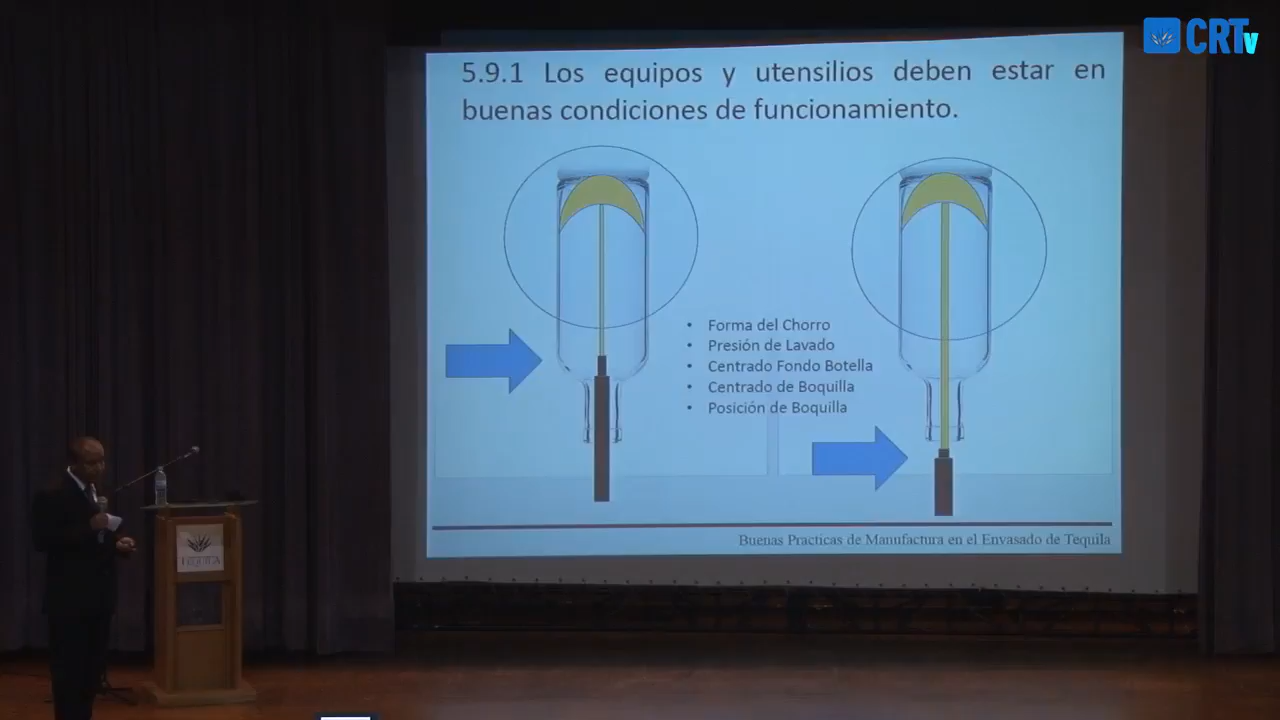 CRTv
5.9.1 Los equipos y utensilios deben estar en
buenas condiciones de funcionamiento.
• Forma del Chorro
• Presión de Lavado
• Centrado Fondo Botella
• Centrado de Boquilla
• Posición de Boquilla
Buenas Practicas de Manufactura en el Envasado de Tequila
TEQUILA